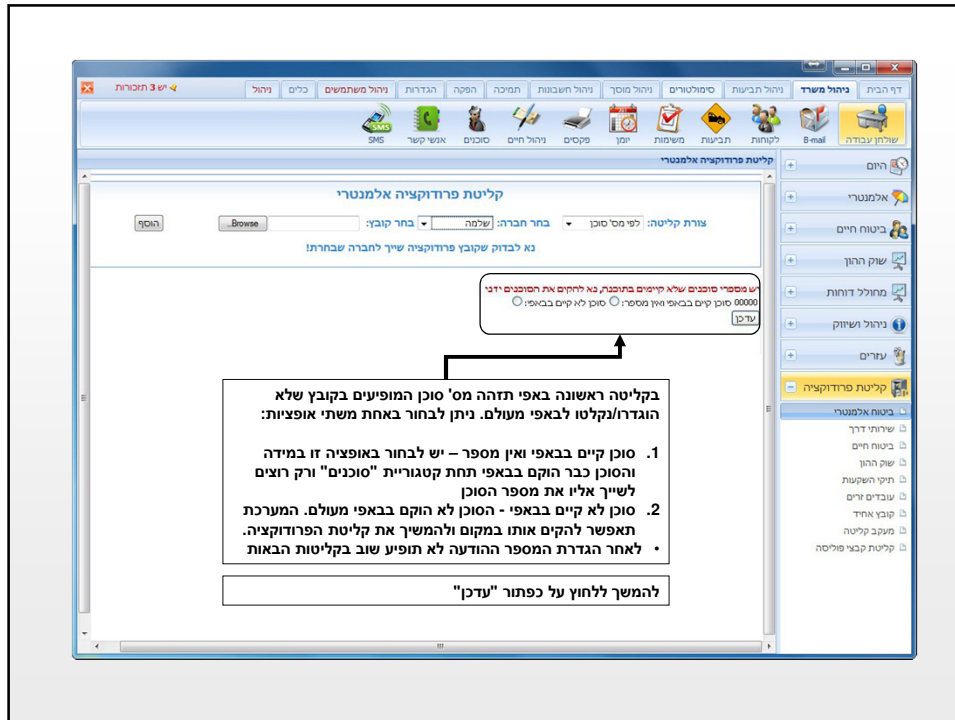 דף הבית
ניהול משרד
ניהול תביעות
סימולטורים
ניהול מוסך
ניהול חשבונות
תמיכה
הפקה
הגדרות
ניהול משתמשים
כלים
ניהול
יש 3 תזכורות
שולחן עבודה
B-mail
לקוחות
תביעות
משימות
יומן
פקסים
ניהול חיים
סוכנים
אנשי קשר
SMS
היום
אלמנטרי
ביטוח חיים
שוק ההון
מחולל דוחות
ניהול ושיווק
עזרים
קליטת פרודוקציה
ביטוח אלמנטרי
שירותי דרך
ביטוח חיים
שוק ההון
תיקי השקעות
עובדים זרים
קובץ אחיד
מעקב קליטה
קליטת קבצי פוליסה
קליטת פרודוקציה אלמנטרי
קליטת פרודוקציה אלמנטרי
צורת קליטה: לפי מס' סוכן בחר חברה: שלמה בחר קובץ: Browse... הוסף
נא לבדוק שקובץ פרודוקציה שייך לחברה שבחרת!
יש מספרי סוכנים שלא קיימים בתוכנת, נא להקים את הסוכנים ידני
00000 סוכן קיים בבאפי ואין מספר: סוכן לא קיים בבאפי:
עדכן
בקליטה ראשונה באפי תזהה מס' סוכן המופיעים בקובץ שלא
הוגדרו/נקלטו לבאפי מעולם. ניתן לבחור באחת משתי אופציות:
1. סוכן קיים בבאפי ואין מספר – יש לבחור באופציה זו במידה
והסוכן כבר הוקם בבאפי תחת קטגוריית "סוכנים" ורק רוצים
לשייך אליו את מספר הסוכן
2. סוכן לא קיים בבאפי - הסוכן לא הוקם בבאפי מעולם. המערכת
תאפשר להקים אותו במקום ולהמשיך את קליטת הפרודוקציה.
• לאחר הגדרת המספר ההודעה לא תופיע שוב בקליטות הבאות
להמשך ללחוץ על כפתור "עדכן"